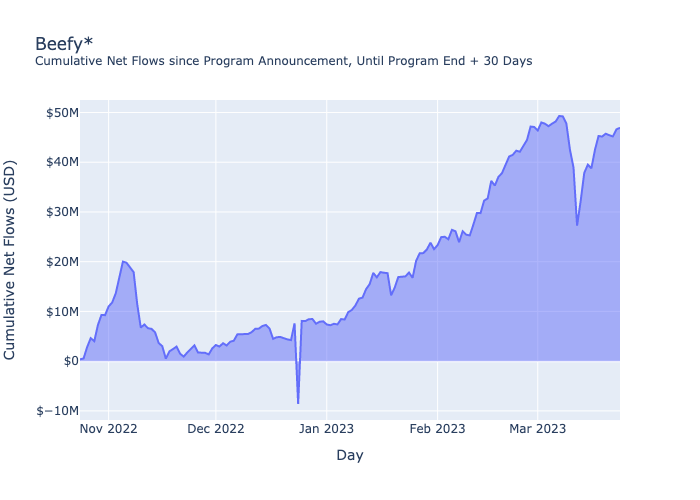 Beefy*
Cumulative Net Flows since Program Announcement, Until Program End + 30 Days
Cumulative Net Flows (USD)
$50M
$40M
$30M
$20M
$10M
$0
$−10M
Nov 2022
Dec 2022
Jan 2023
Feb 2023
Mar 2023
Day